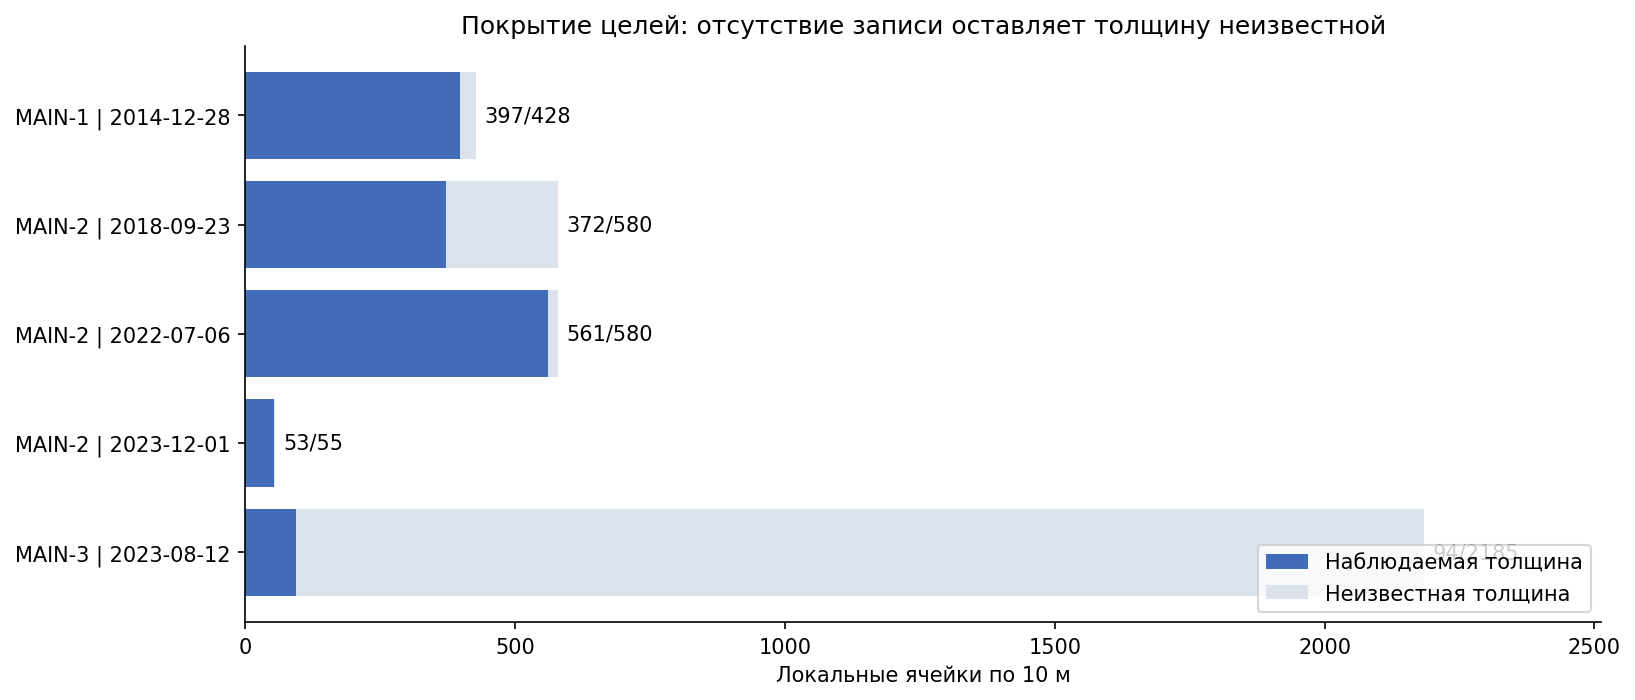 Покрытие целей: отсутствие записи оставляет толщину неизвестной
MAIN-1 | 2014-12-28
397/428
MAIN-2 | 2018-09-23
372/580
MAIN-2 | 2022-07-06
561/580
MAIN-2 | 2023-12-01
53/55
MAIN-3 | 2023-08-12
94/2185
Наблюдаемая толщина
Неизвестная толщина
0 500 1000 1500 2000 2500
Локальные ячейки по 10 м